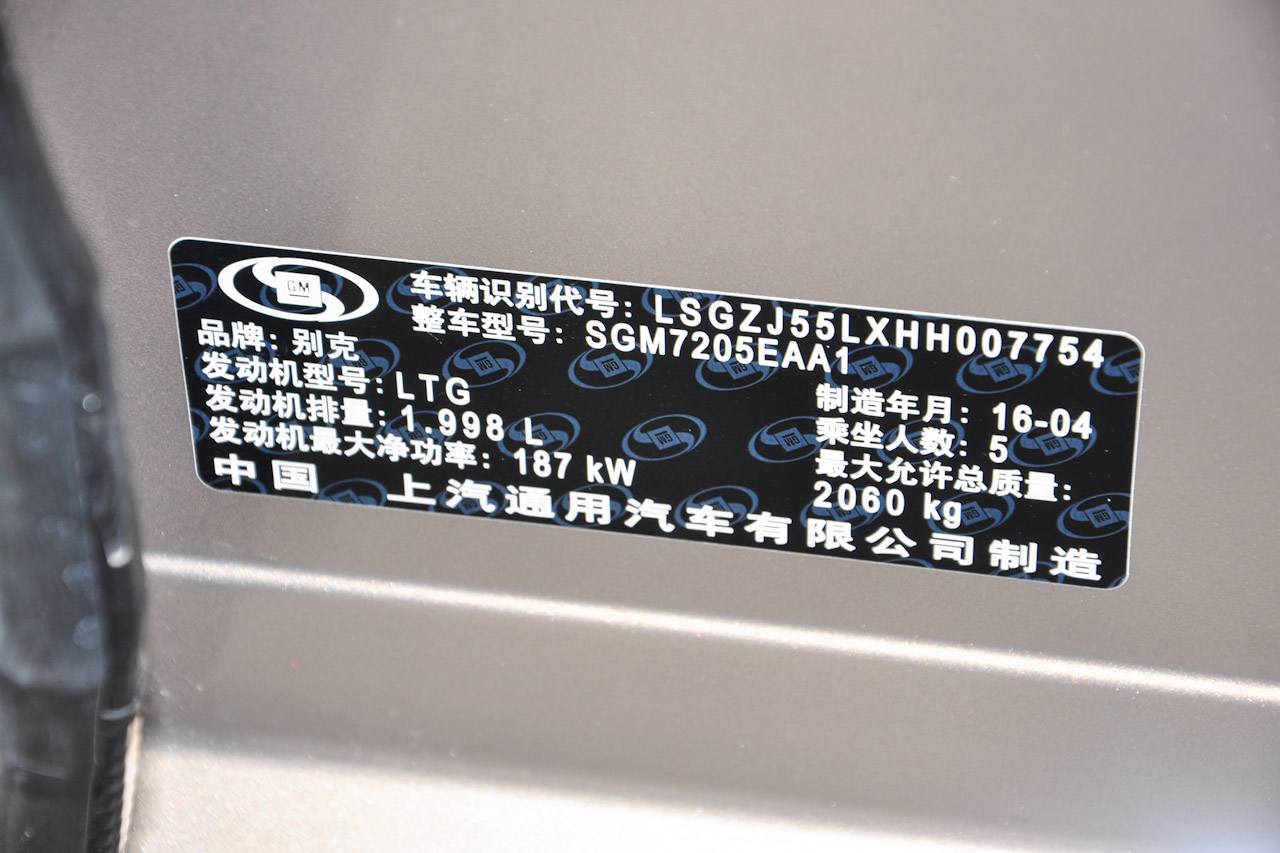 GM
车辆识别代号: LSGZJ55LXHH007754
整车型号: SGM7205EAA1
品牌: 别克
发动机型号: LTG
发动机排量: 1.998 L
发动机最大净功率: 187 kW
制造年月: 16-04
乘坐人数: 5
最大允许总质量:
2060 kg
中国 上汽通用汽车有限公司制造